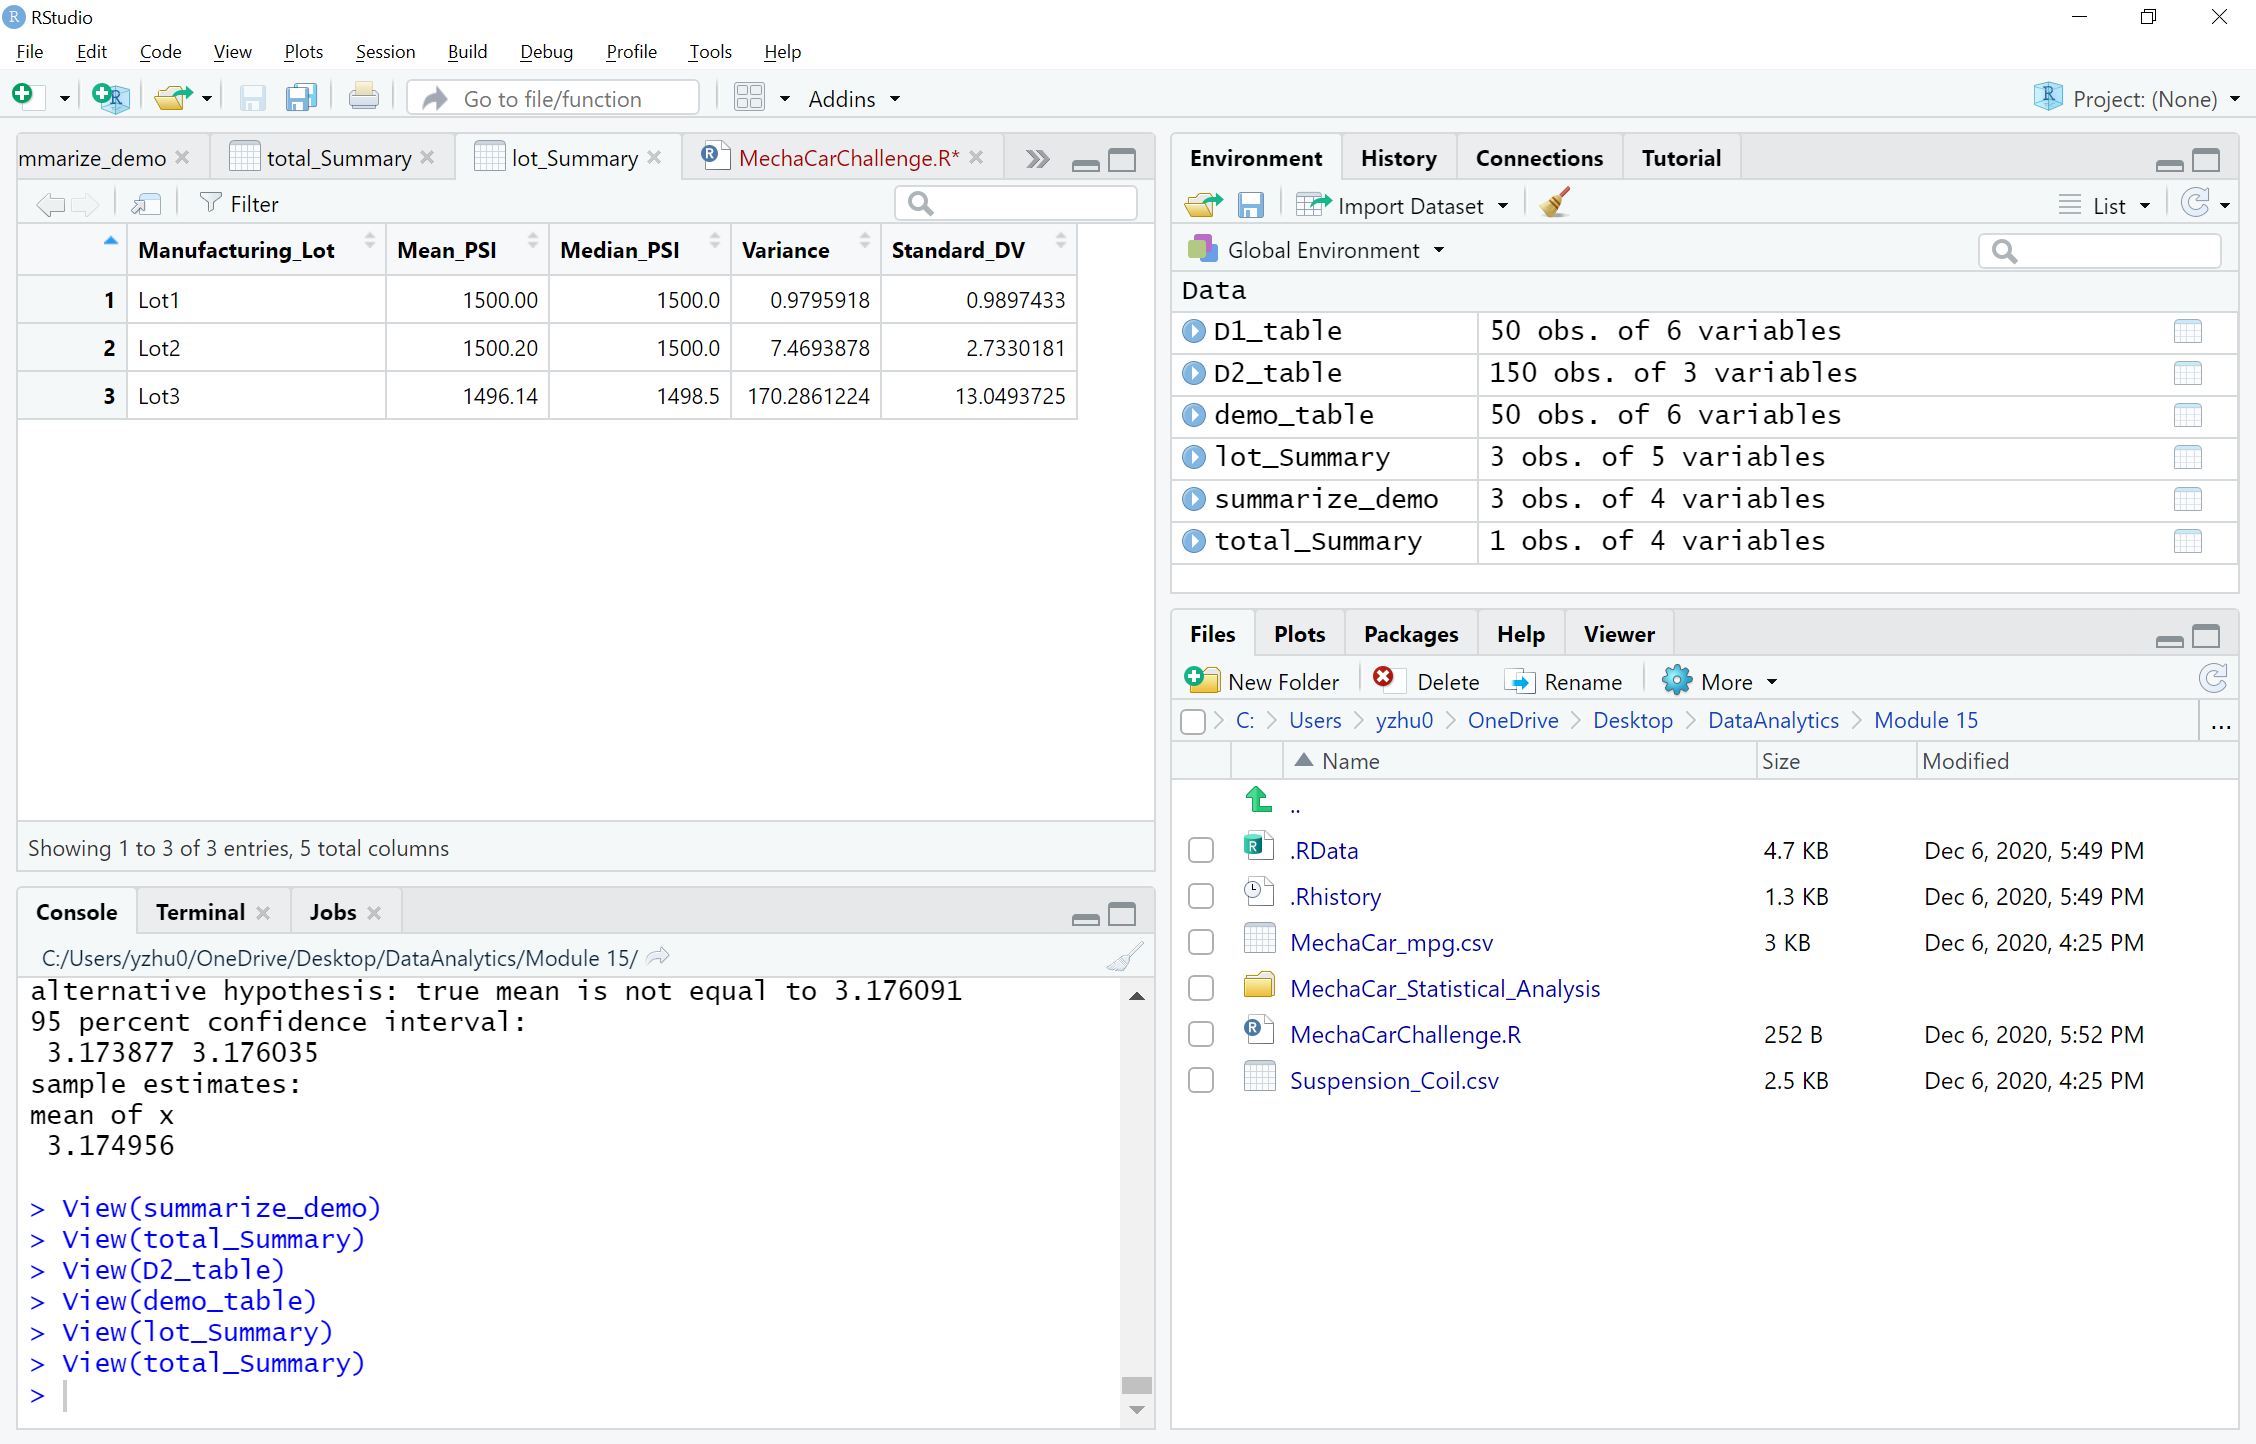 RStudio
File Edit Code View Plots Session Build Debug Profile Tools Help
Go to file/function Addins Project: (None)
mmarize_demo total_Summary lot_Summary MechaCarChallenge.R*
Filter
Manufacturing_Lot Mean_PSI Median_PSI Variance Standard_DV
1 Lot1 1500.00 1500.0 0.9795918 0.9897433
2 Lot2 1500.20 1500.0 7.4693878 2.7330181
3 Lot3 1496.14 1498.5 170.2861224 13.0493725
Showing 1 to 3 of 3 entries, 5 total columns
Console Terminal Jobs
C:/Users/yzhu0/OneDrive/Desktop/DataAnalytics/Module 15/
alternative hypothesis: true mean is not equal to 3.176091
95 percent confidence interval:
3.173877 3.176035
sample estimates:
mean of x
3.174956
> View(summarize_demo)
> View(total_Summary)
> View(D2_table)
> View(demo_table)
> View(lot_Summary)
> View(total_Summary)
>
Environment History Connections Tutorial
Import Dataset List
Global Environment
Data
D1_table 50 obs. of 6 variables
D2_table 150 obs. of 3 variables
demo_table 50 obs. of 6 variables
lot_Summary 3 obs. of 5 variables
summarize_demo 3 obs. of 4 variables
total_Summary 1 obs. of 4 variables
Files Plots Packages Help Viewer
New Folder Delete Rename More
C: Users yzhu0 OneDrive Desktop DataAnalytics Module 15 ...
Name Size Modified
..
.RData 4.7 KB Dec 6, 2020, 5:49 PM
.Rhistory 1.3 KB Dec 6, 2020, 5:49 PM
MechaCar_mpg.csv 3 KB Dec 6, 2020, 4:25 PM
MechaCar_Statistical_Analysis
MechaCarChallenge.R 252 B Dec 6, 2020, 5:52 PM
Suspension_Coil.csv 2.5 KB Dec 6, 2020, 4:25 PM